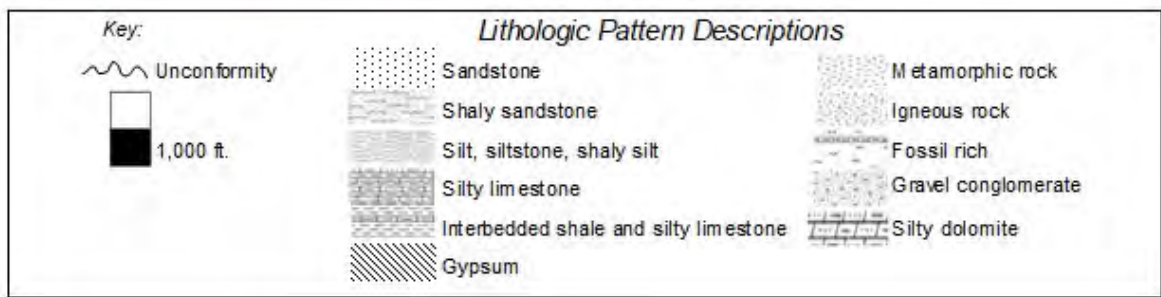 Key:
Lithologic Pattern Descriptions
Unconformity
1,000 ft.
Sandstone
Shaly sandstone
Silt, siltstone, shaly silt
Silty limestone
Interbedded shale and silty limestone
Gypsum
Metamorphic rock
Igneous rock
Fossil rich
Gravel conglomerate
Silty dolomite